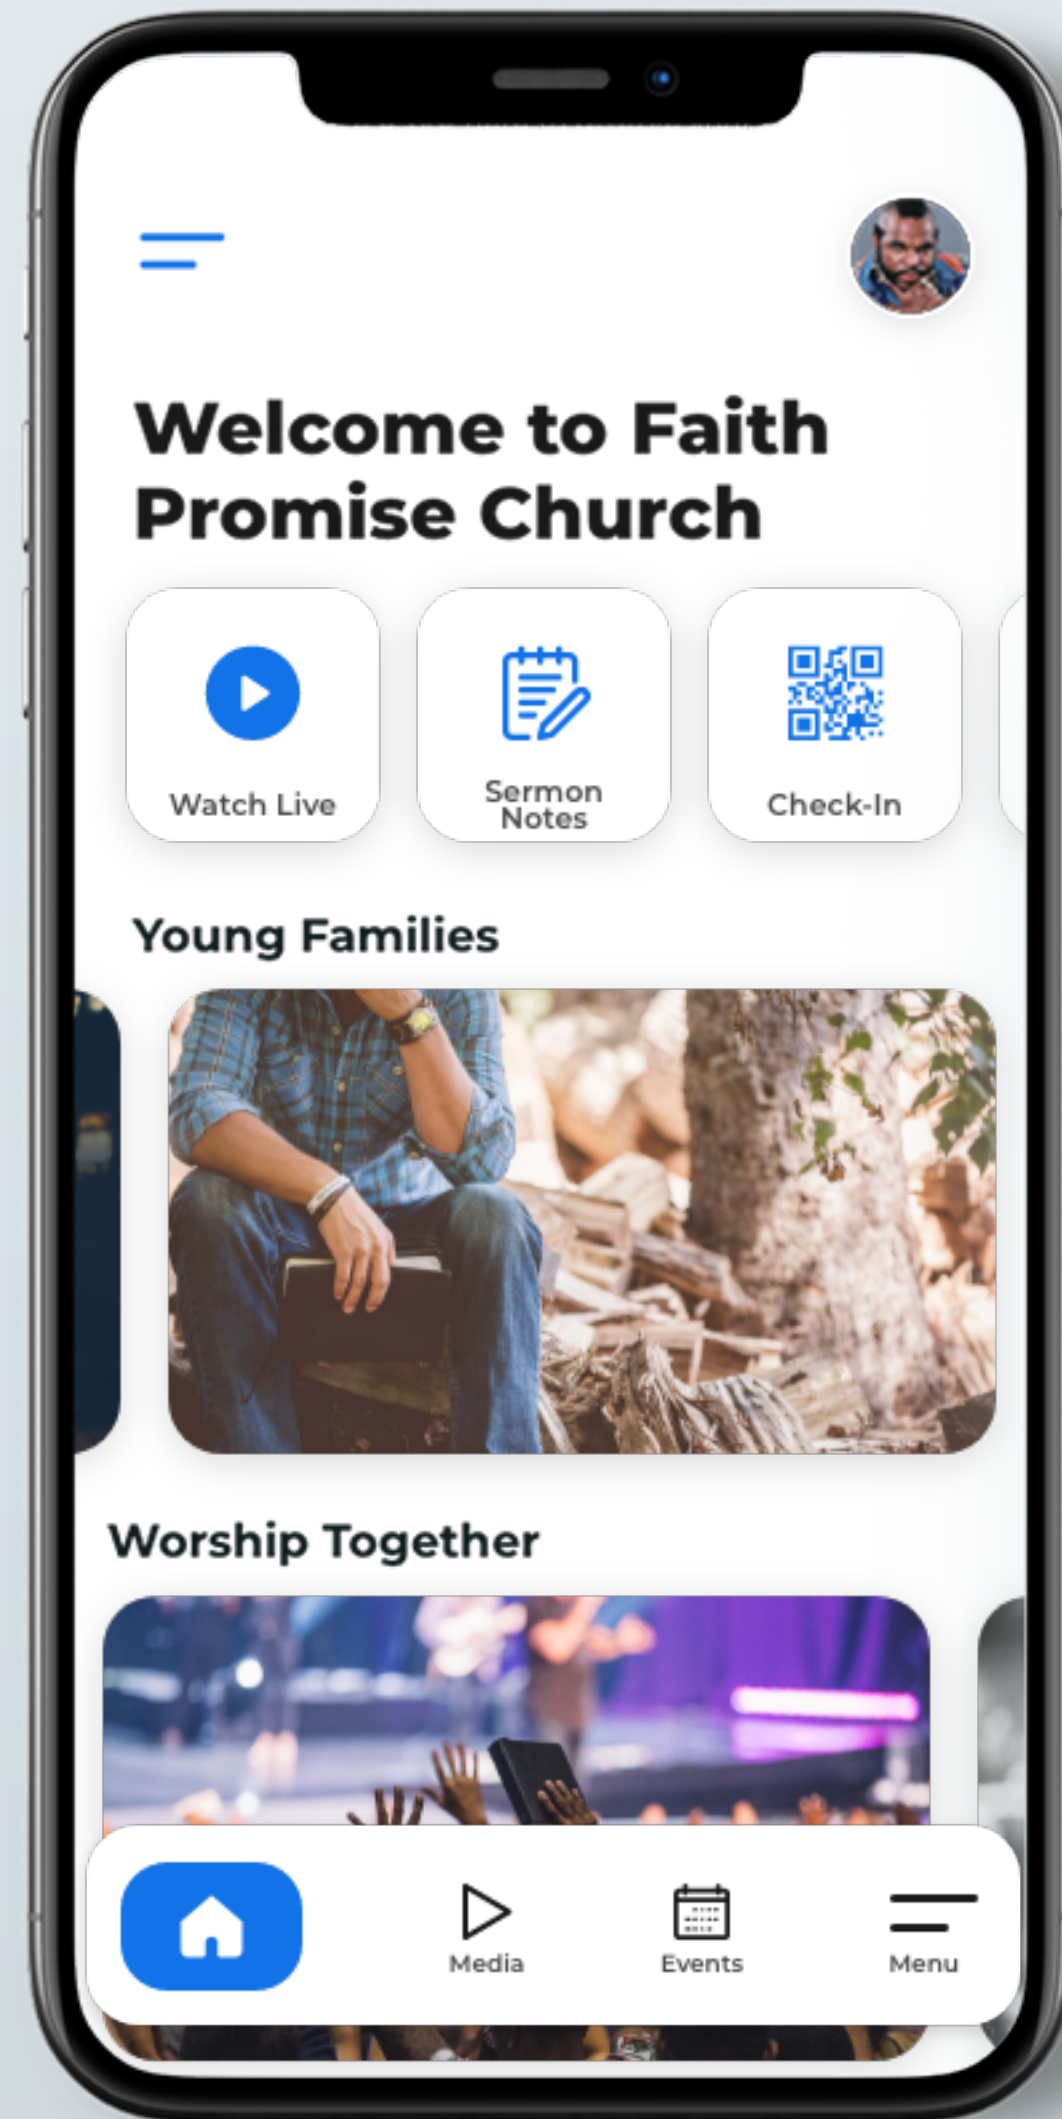 Welcome to Faith
Promise Church
Watch Live
Sermon
Notes
Check-In
Young Families
Worship Together
Media
Events
Menu